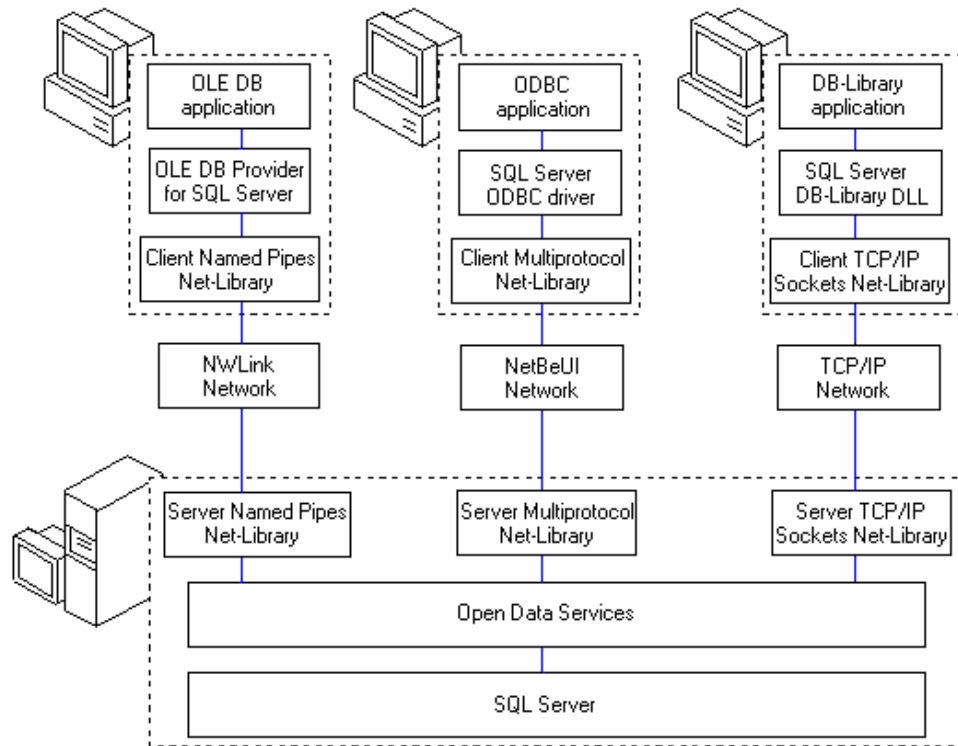 OLE DB
application
ODBC
application
DB-Library
application
OLE DB Provider
for SQL Server
SQL Server
ODBC driver
SQL Server
DB-Library DLL
Client Named Pipes
Net-Library
Client Multiprotocol
Net-Library
Client TCP/IP
Sockets Net-Library
NWLink
Network
NetBeUI
Network
TCP/IP
Network
Server Named Pipes
Net-Library
Server Multiprotocol
Net-Library
Server TCP/IP
Sockets Net-Library
Open Data Services
SQL Server